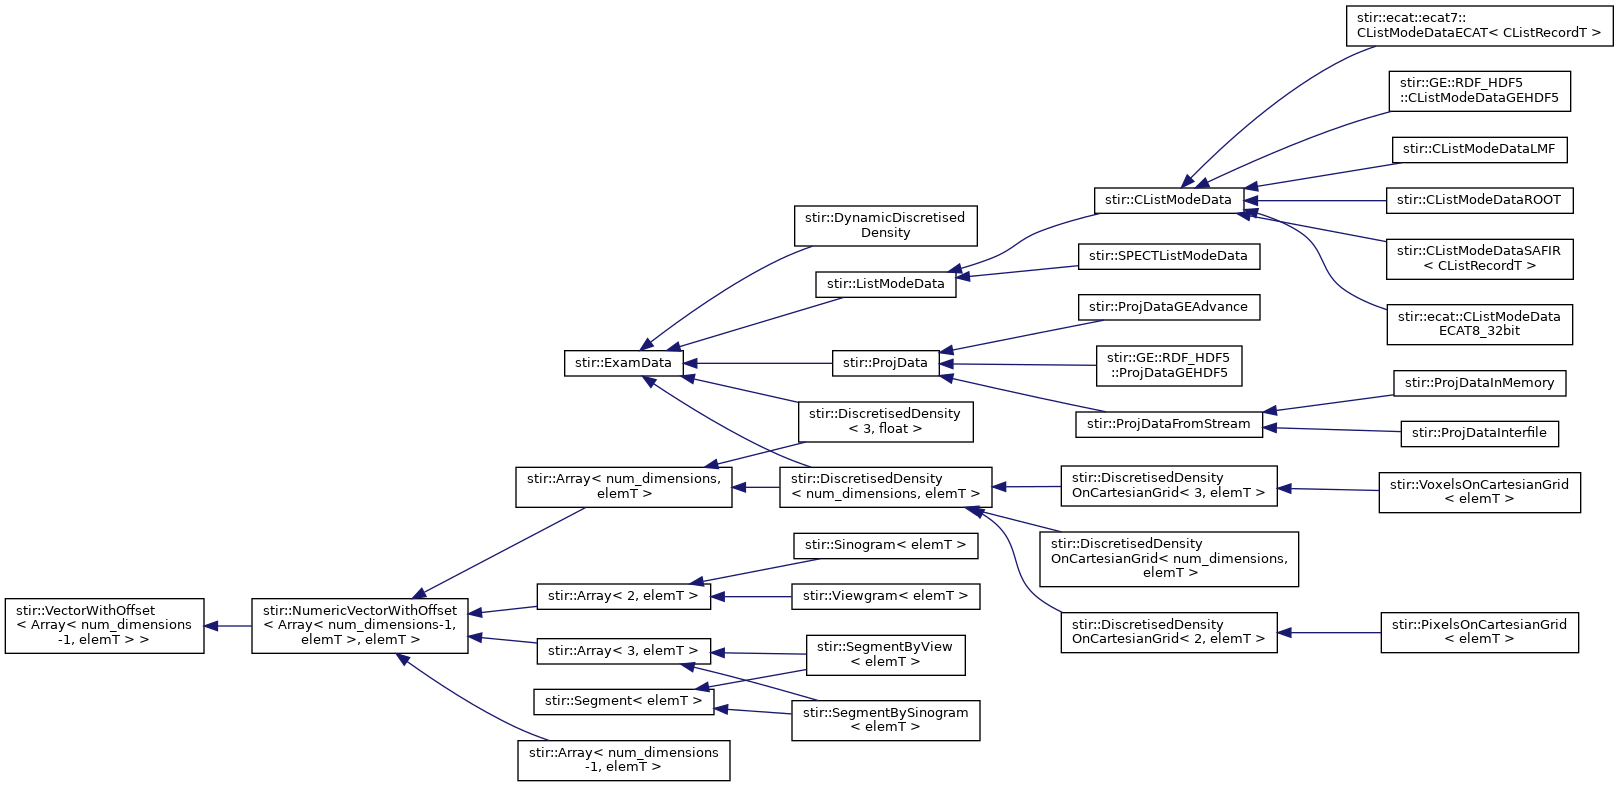 stir::ecat::ecat7::
CListModeDataECAT< CListRecordT >
stir::GE::RDF_HDF5
::CListModeDataGEHDF5
stir::CListModeDataLMF
stir::CListModeData
stir::CListModeDataROOT
stir::DynamicDiscretised
Density
stir::CListModeDataSAFIR
< CListRecordT >
stir::SPECTListModeData
stir::ListModeData
stir::ProjDataGEAdvance
stir::ecat::CListModeData
ECAT8_32bit
stir::ExamData
stir::ProjData
stir::GE::RDF_HDF5
::ProjDataGEHDF5
stir::ProjDataInMemory
stir::DiscretisedDensity
< 3, float >
stir::ProjDataFromStream
stir::ProjDataInterfile
stir::Array< num_dimensions,
elemT >
stir::DiscretisedDensity
< num_dimensions, elemT >
stir::DiscretisedDensity
OnCartesianGrid< 3, elemT >
stir::VoxelsOnCartesianGrid
< elemT >
stir::Sinogram< elemT >
stir::DiscretisedDensity
OnCartesianGrid< num_dimensions,
elemT >
stir::VectorWithOffset
< Array< num_dimensions
-1, elemT > >
stir::NumericVectorWithOffset
< Array< num_dimensions-1,
elemT >, elemT >
stir::Array< 2, elemT >
stir::Viewgram< elemT >
stir::DiscretisedDensity
OnCartesianGrid< 2, elemT >
stir::PixelsOnCartesianGrid
< elemT >
stir::Array< 3, elemT >
stir::SegmentByView
< elemT >
stir::Segment< elemT >
stir::SegmentBySinogram
< elemT >
stir::Array< num_dimensions
-1, elemT >